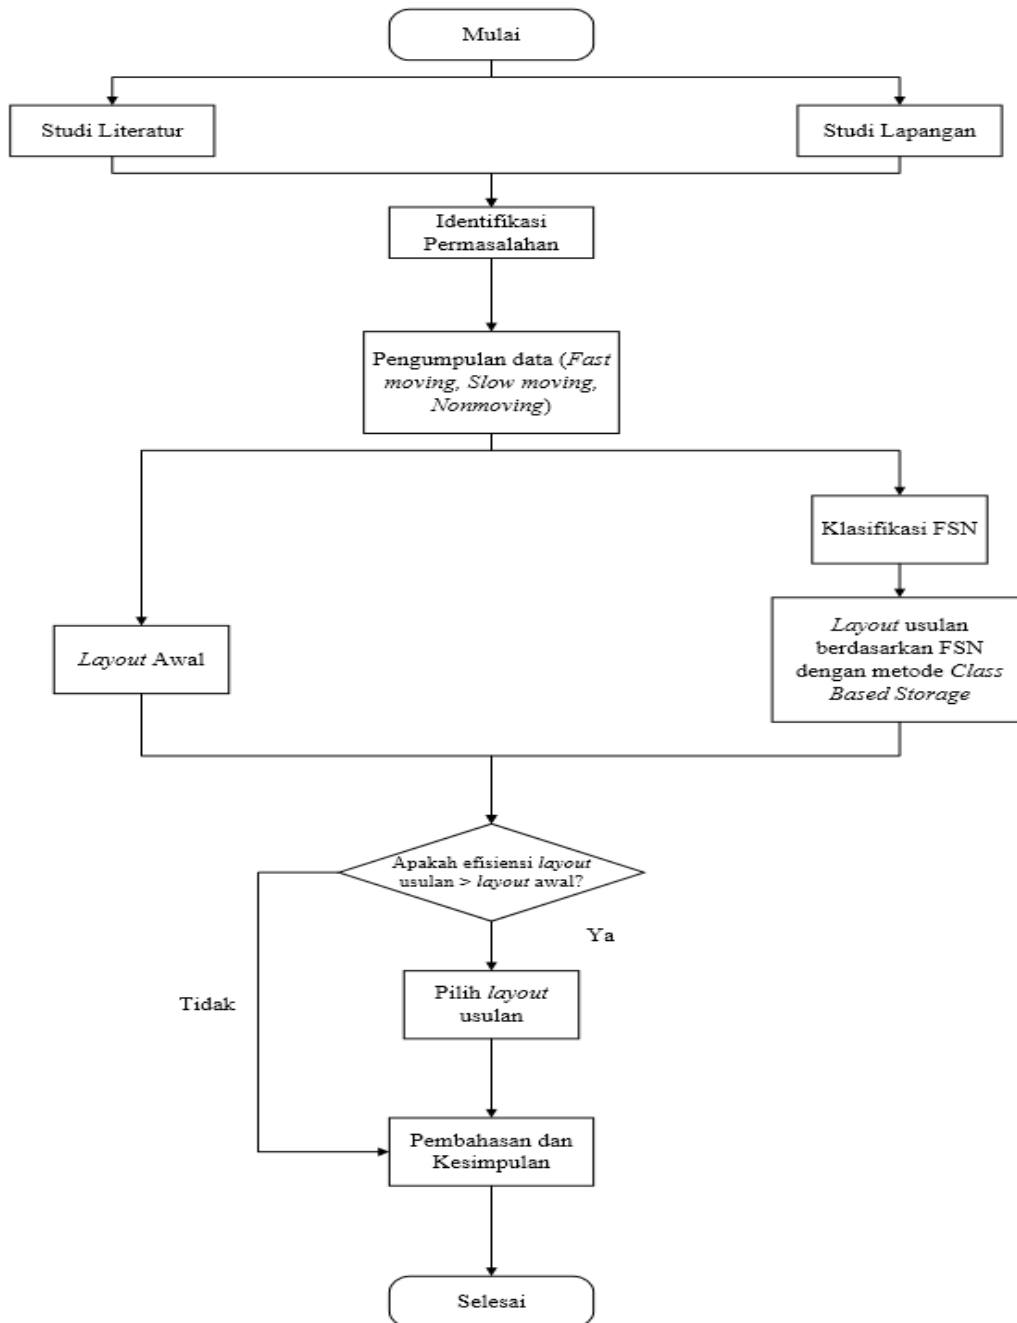 Mulai
Studi Literatur
Studi Lapangan
Identifikasi
Permasalahan
Pengumpulan data (Fast
moving, Slow moving,
Nonmoving)
Klasifikasi FSN
Layout Awal
Layout usulan
berdasarkan FSN
dengan metode Class
Based Storage
Apakah efisiensi layout
usulan > layout awal?
Ya
Tidak
Pilih layout
usulan
Pembahasan dan
Kesimpulan
Selesai